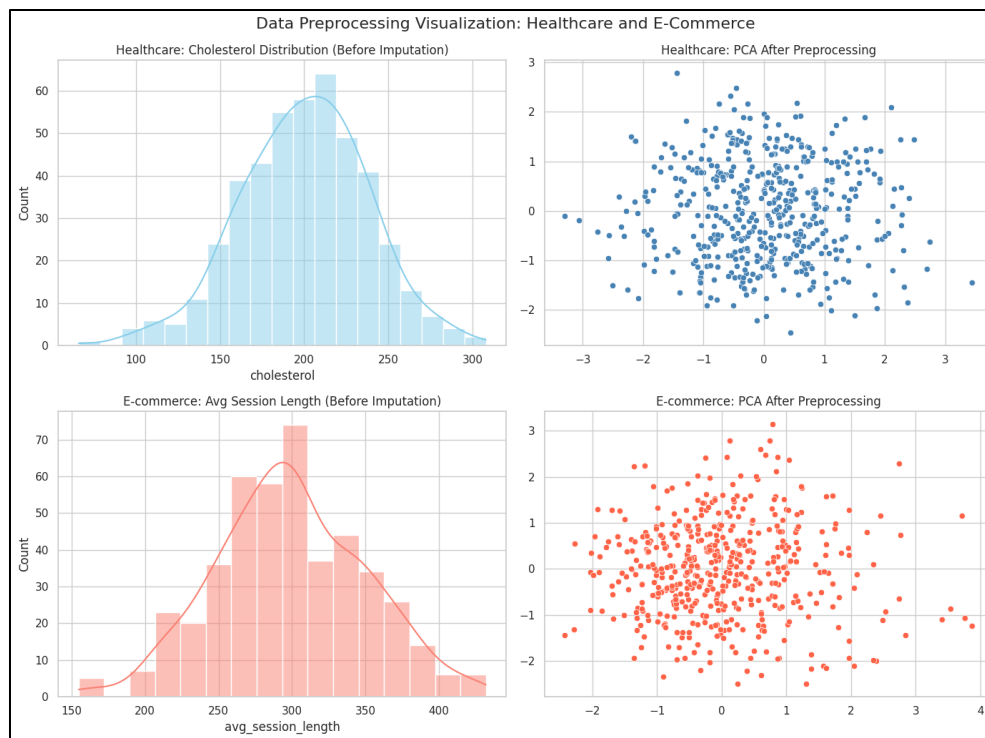 Data Preprocessing Visualization: Healthcare and E-Commerce
Healthcare: Cholesterol Distribution (Before Imputation)
60
50
40
30
20
10
0
Count
100 150 200 250 300
cholesterol
Healthcare: PCA After Preprocessing
3
2
1
0
−1
−2
−3 −2 −1 0 1 2 3
E-commerce: Avg Session Length (Before Imputation)
70
60
50
40
30
20
10
0
Count
150 200 250 300 350 400
avg_session_length
E-commerce: PCA After Preprocessing
3
2
1
0
−1
−2
−2 −1 0 1 2 3 4